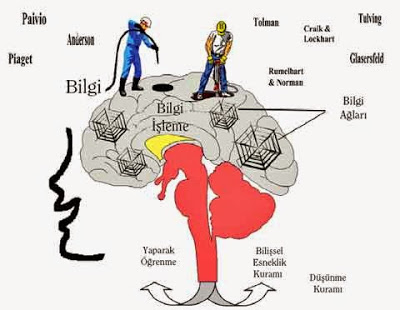 Paivio
Piaget
Anderson
Tolman
Craik &
Lockhart
Tulving
Glasersfeld
Rumelhart
& Norman
Bilgi
Bilgi
İşleme
Bilgi
Ağları
Yaparak
Öğrenme
Bilişsel
Esneklik
Kuramı
Düşünme
Kuramı